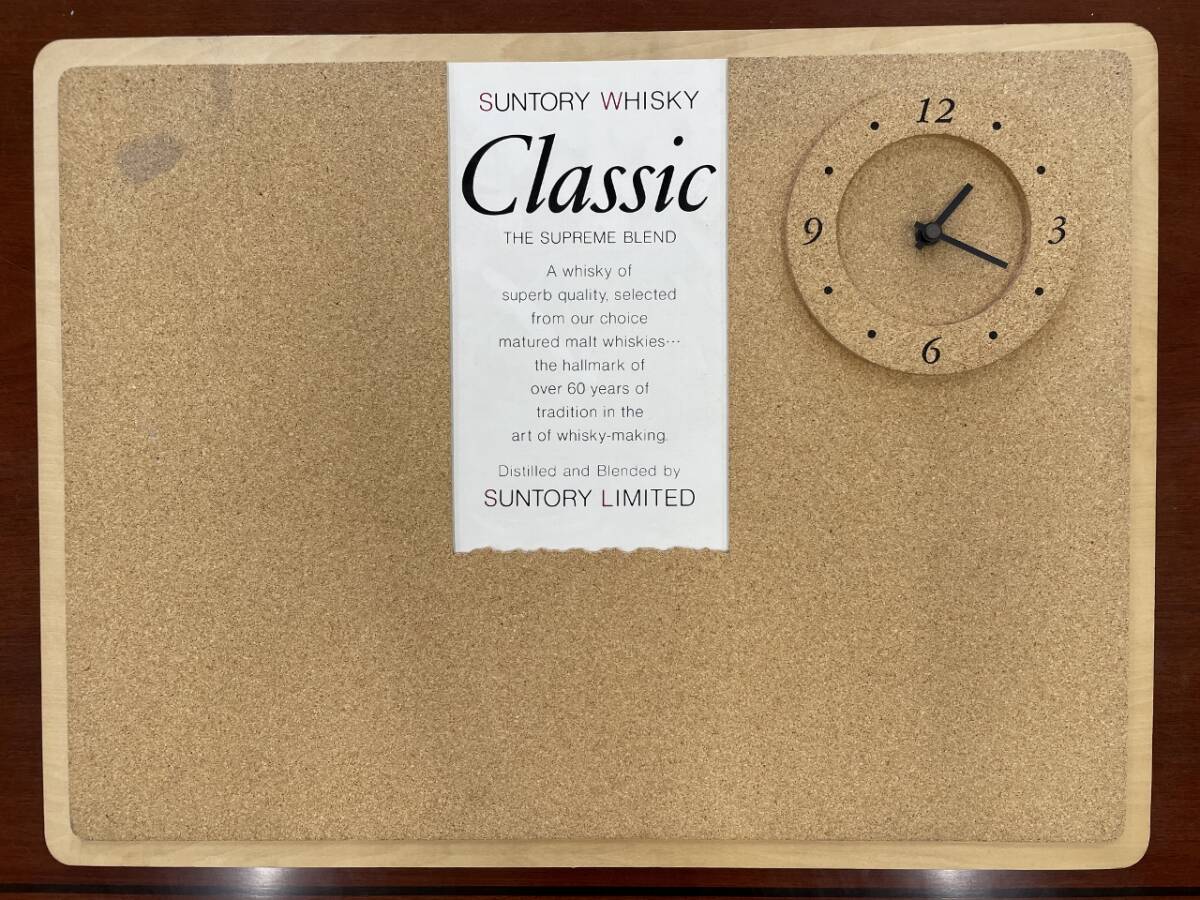 SUNTORY WHISKY
Classic
THE SUPREME BLEND
A whisky of
superb quality, selected
from our choice
matured malt whiskies…
the hallmark of
over 60 years of
tradition in the
art of whisky-making.
Distilled and Blended by
SUNTORY LIMITED
12
9
3
6